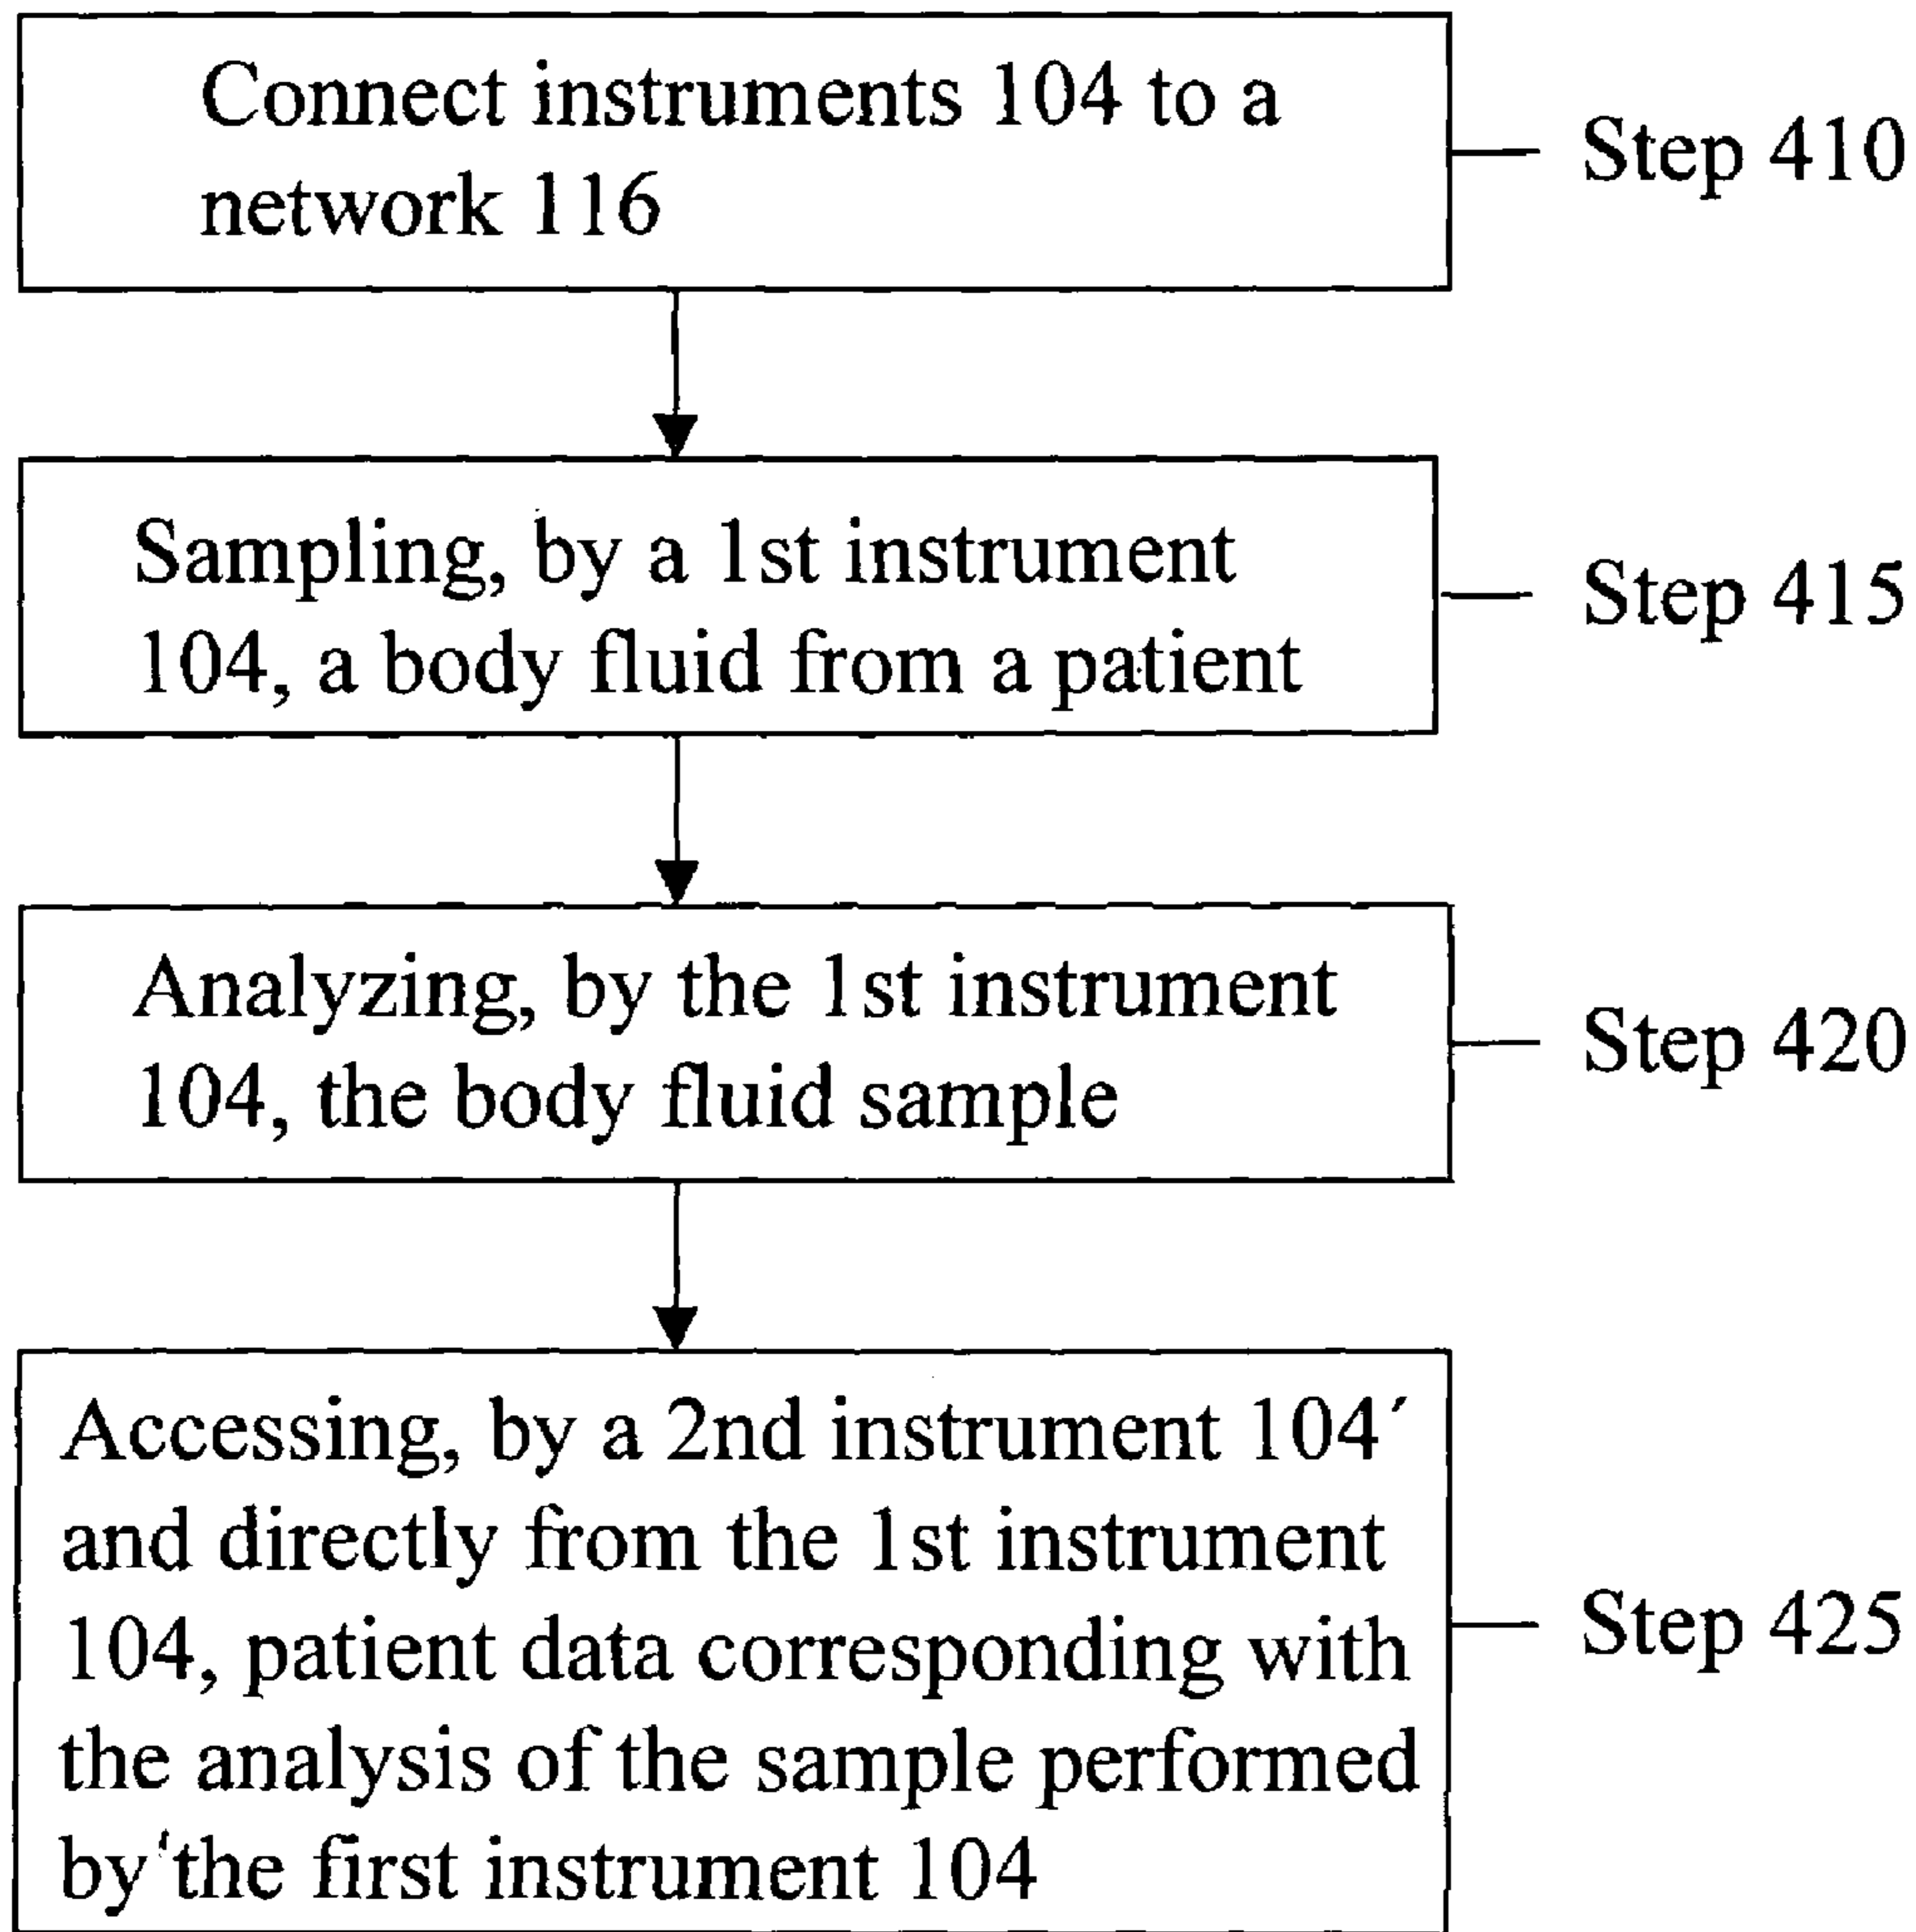 Connect instruments 104 to a
network 116
Step 410
Sampling, by a 1st instrument
104, a body fluid from a patient
Step 415
Analyzing, by the 1st instrument
104, the body fluid sample
Step 420
Accessing, by a 2nd instrument 104´
and directly from the 1st instrument
104, patient data corresponding with
the analysis of the sample performed
by the first instrument 104
Step 425